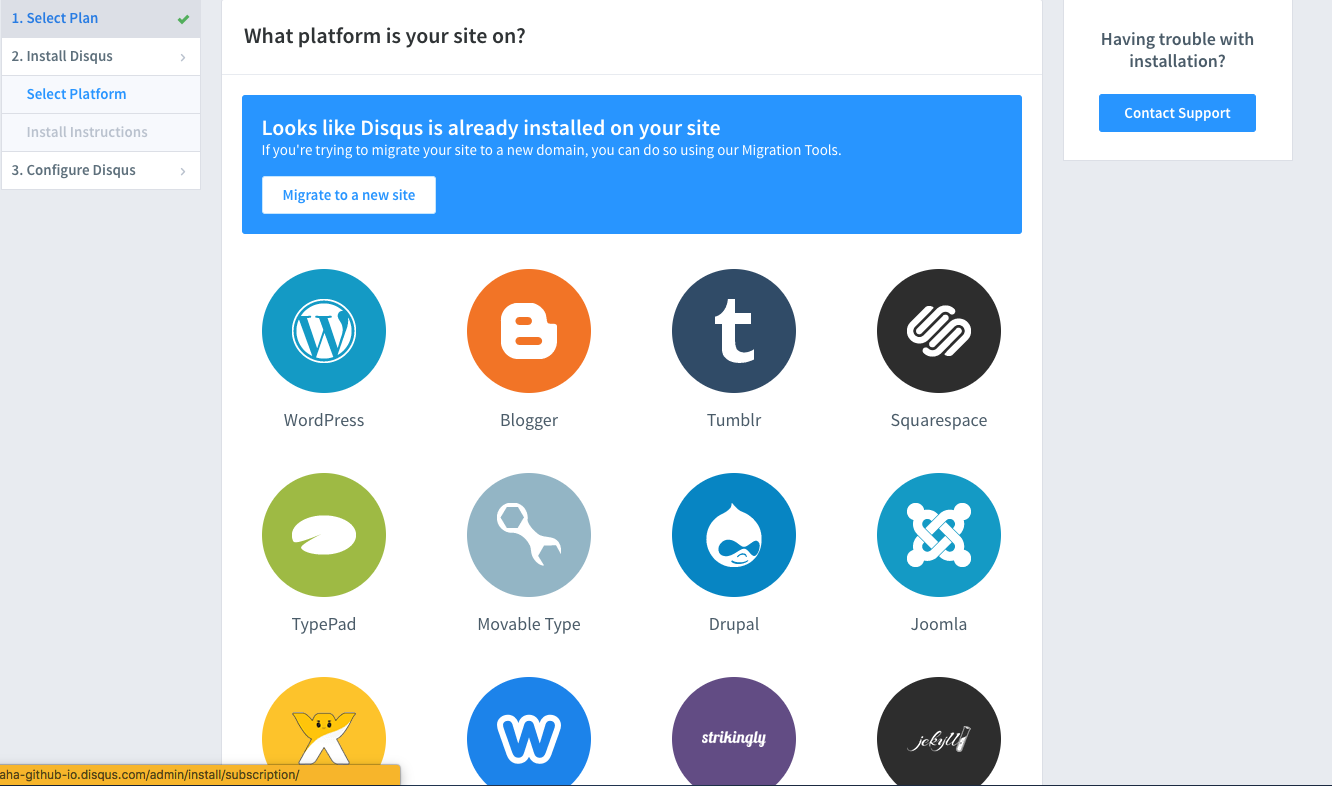 1. Select Plan
2. Install Disqus
Select Platform
Install Instructions
3. Configure Disqus
What platform is your site on?
Looks like Disqus is already installed on your site
If you're trying to migrate your site to a new domain, you can do so using our Migration Tools.
Migrate to a new site
WordPress
Blogger
Tumblr
Squarespace
TypePad
Movable Type
Drupal
Joomla
strikingly
jekyll
Having trouble with
installation?
Contact Support
aha-github-io.disqus.com/admin/install/subscription/